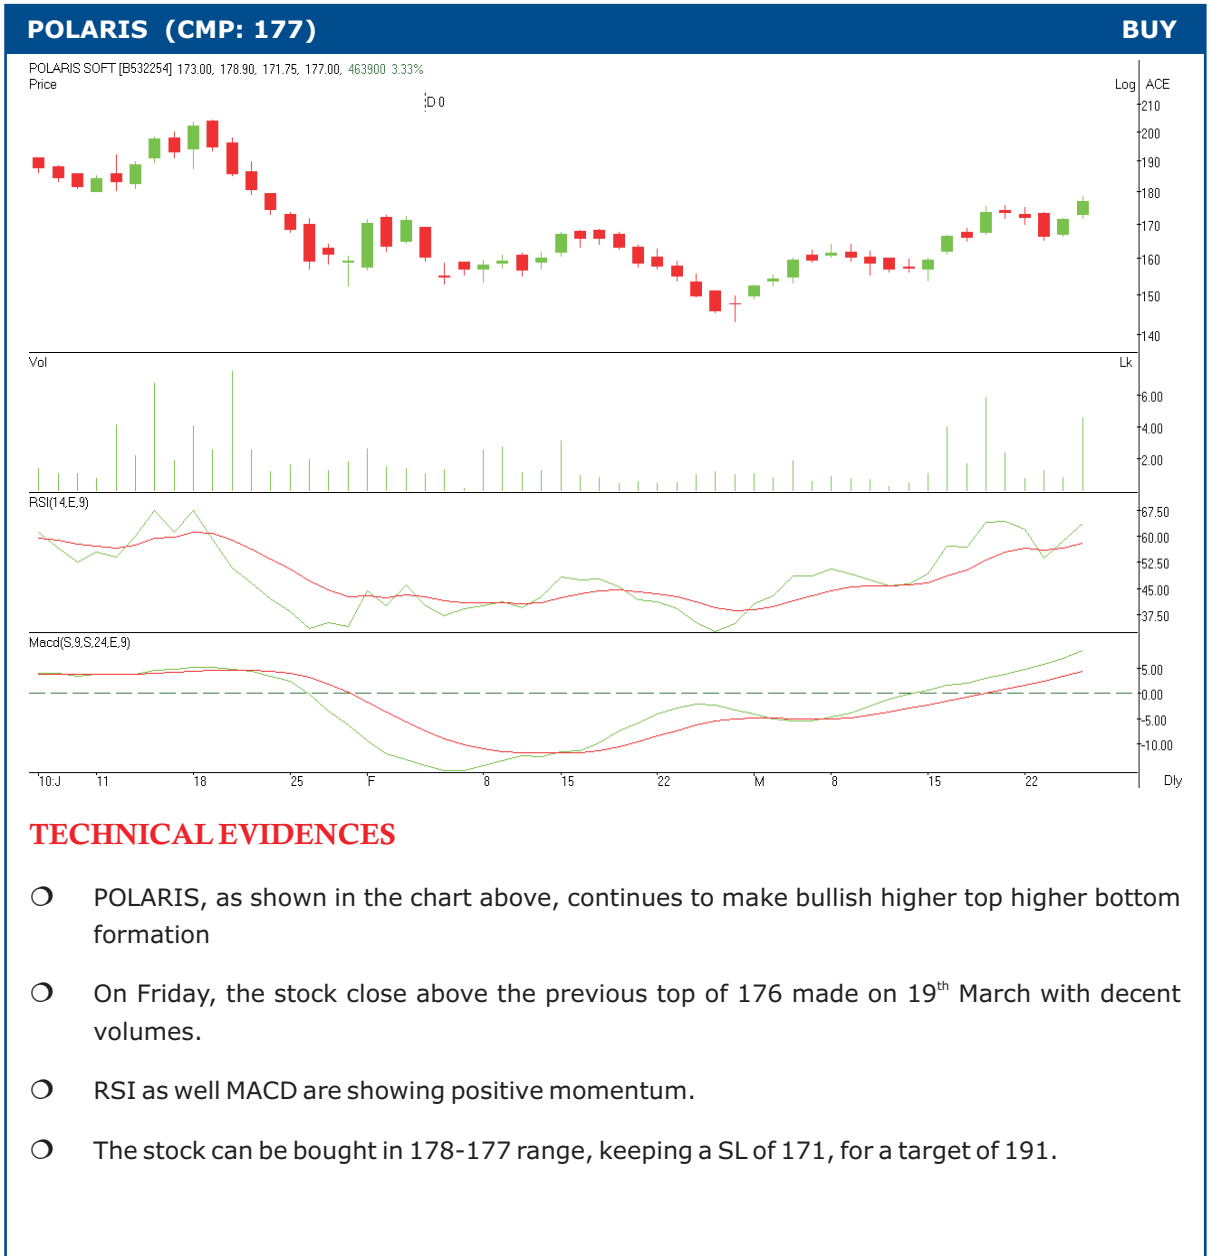 POLARIS (CMP: 177) BUY
POLARIS SOFT [B532254] 173.00, 178.90, 171.75, 177.00, 463900 3.33%
Price Log ACE
D 0
210
200
190
180
170
160
150
140
Vol Lk
6.00
4.00
2.00
RSI(14,E,9)
67.50
60.00
52.50
45.00
37.50
Macd(S,9,S,24,E,9)
5.00
0.00
-5.00
-10.00
10:J 11 18 25 F 8 15 22 M 8 15 22 Dly
TECHNICAL EVIDENCES
❍ POLARIS, as shown in the chart above, continues to make bullish higher top higher bottom
formation
❍ On Friday, the stock close above the previous top of 176 made on 19th March with decent
volumes.
❍ RSI as well MACD are showing positive momentum.
❍ The stock can be bought in 178-177 range, keeping a SL of 171, for a target of 191.